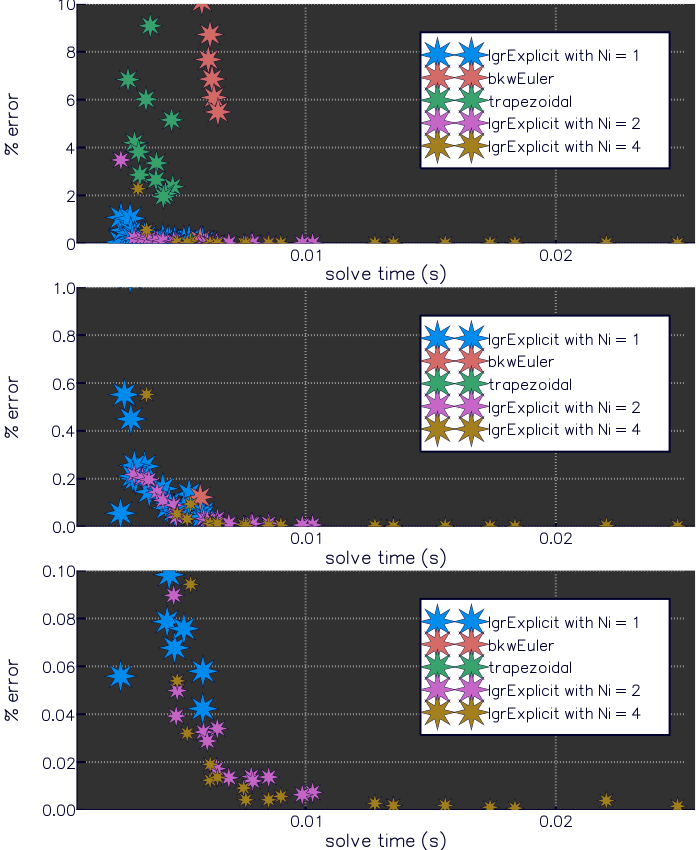 10
8
6
4
2
0
% error
0.01
0.02
solve time (s)
lgrExplicit with Ni = 1
bkwEuler
trapezoidal
lgrExplicit with Ni = 2
lgrExplicit with Ni = 4
1.0
0.8
0.6
0.4
0.2
0.0
% error
0.01
0.02
solve time (s)
lgrExplicit with Ni = 1
bkwEuler
trapezoidal
lgrExplicit with Ni = 2
lgrExplicit with Ni = 4
0.10
0.08
0.06
0.04
0.02
0.00
% error
0.01
0.02
solve time (s)
lgrExplicit with Ni = 1
bkwEuler
trapezoidal
lgrExplicit with Ni = 2
lgrExplicit with Ni = 4